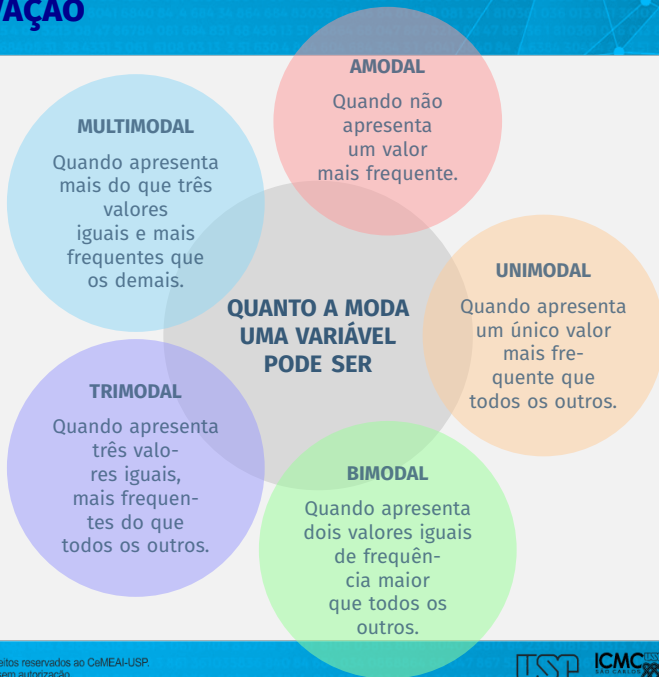 VAÇÃO
AMODAL
Quando não
apresenta
um valor
mais frequente.
MULTIMODAL
Quando apresenta
mais do que três
valores
iguais e mais
frequentes que
os demais.
UNIMODAL
Quando apresenta
um único valor
mais fre-
quente que
todos os outros.
QUANTO A MODA
UMA VARIÁVEL
PODE SER
TRIMODAL
Quando apresenta
três valo-
res iguais,
mais frequen-
tes do que
todos os outros.
BIMODAL
Quando apresenta
dois valores iguais
de frequên-
cia maior
que todos os
outros.
eitos reservados ao CeMEAI-USP.
sem autorização
USP
ICMC
SÃO CARLOS